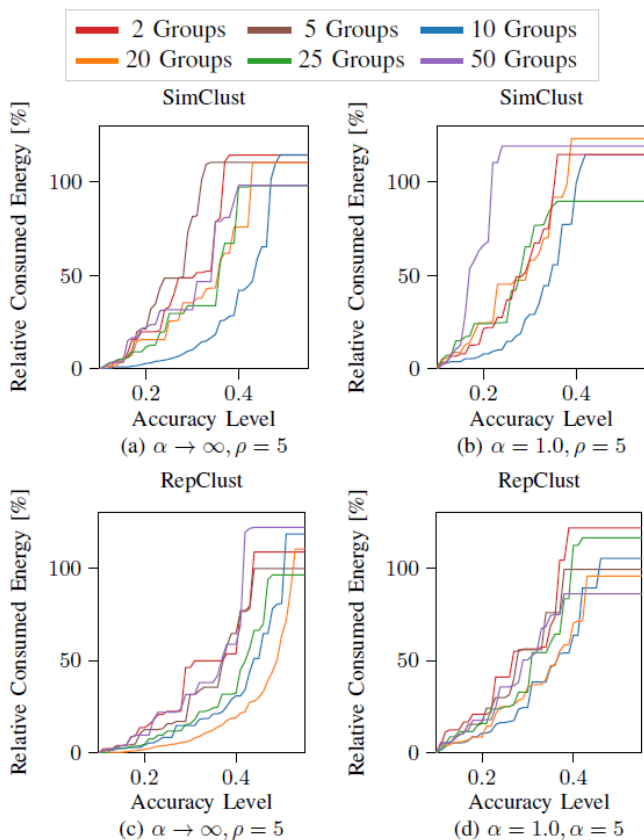 2 Groups 5 Groups 10 Groups
20 Groups 25 Groups 50 Groups
SimClust
Relative Consumed Energy [%]
100
50
0
0.2 0.4
Accuracy Level
(a) α → ∞, ρ = 5
SimClust
Relative Consumed Energy [%]
100
50
0
0.2 0.4
Accuracy Level
(b) α = 1.0, ρ = 5
RepClust
Relative Consumed Energy [%]
100
50
0
0.2 0.4
Accuracy Level
(c) α → ∞, ρ = 5
RepClust
Relative Consumed Energy [%]
100
50
0
0.2 0.4
Accuracy Level
(d) α = 1.0, α = 5